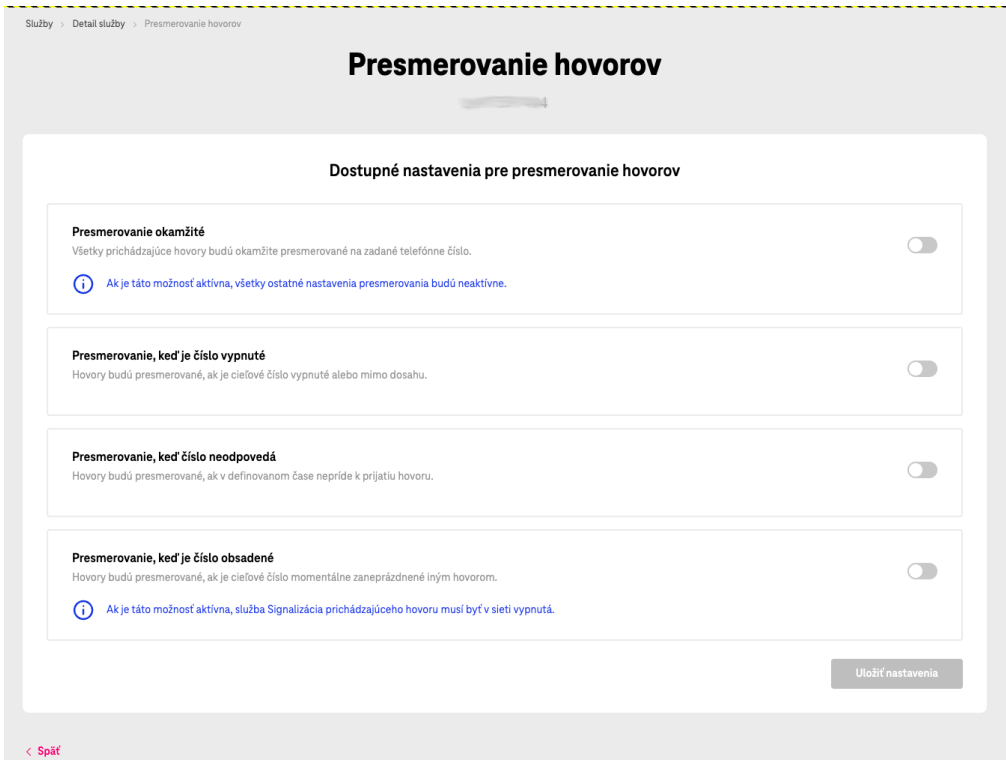 Služby > Detail služby > Presmerovanie hovorov
Presmerovanie hovorov
4
Dostupné nastavenia pre presmerovanie hovorov
Presmerovanie okamžité
Všetky prichádzajúce hovory budú okamžite presmerované na zadané telefónne číslo.
Ak je táto možnosť aktívna, všetky ostatné nastavenia presmerovania budú neaktívne.
Presmerovanie, keď je číslo vypnuté
Hovory budú presmerované, ak je cieľové číslo vypnuté alebo mimo dosahu.
Presmerovanie, keď číslo neodpovedá
Hovory budú presmerované, ak v definovanom čase nepríde k prijatiu hovoru.
Presmerovanie, keď je číslo obsadené
Hovory budú presmerované, ak je cieľové číslo momentálne zaneprázdnené iným hovorom.
Ak je táto možnosť aktívna, služba Signalizácia prichádzajúceho hovoru musí byť v sieti vypnutá.
Uložiť nastavenia
< Späť